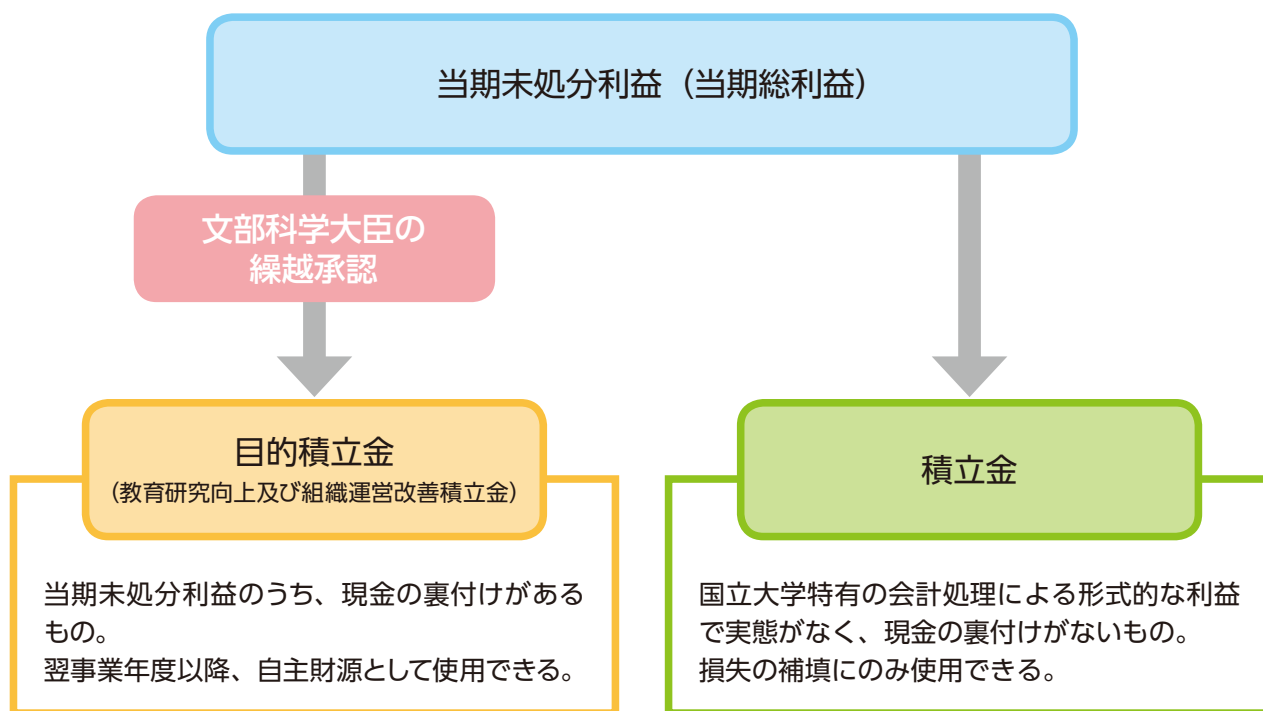 当期未処分利益（当期総利益）
文部科学大臣の
繰越承認
目的積立金
（教育研究向上及び組織運営改善積立金）
当期未処分利益のうち、現金の裏付けがある
もの。
翌事業年度以降、自主財源として使用できる。
積立金
国立大学特有の会計処理による形式的な利益
で実態がなく、現金の裏付けがないもの。
損失の補填にのみ使用できる。